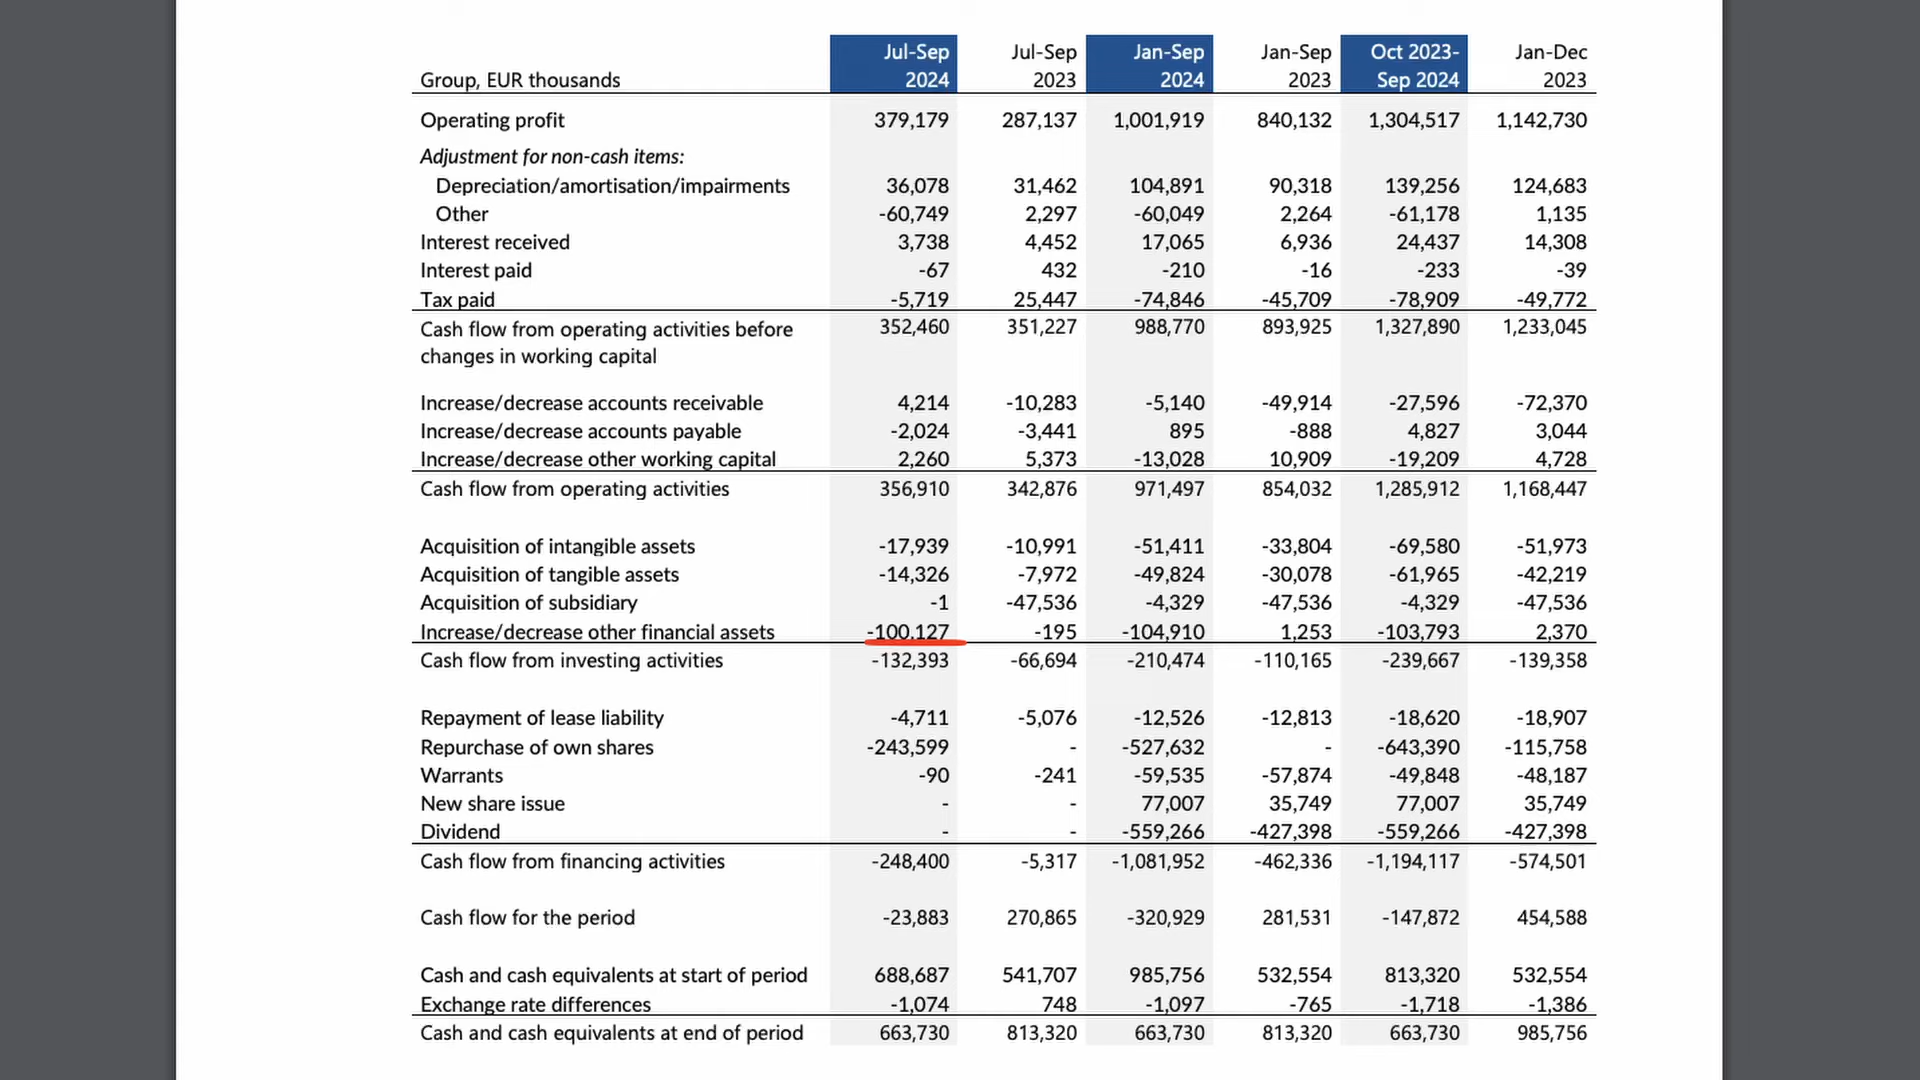 Group, EUR thousands Jul-Sep 2024 Jul-Sep 2023 Jan-Sep 2024 Jan-Sep 2023 Oct 2023- Sep 2024 Jan-Dec 2023
Operating profit 379,179 287,137 1,001,919 840,132 1,304,517 1,142,730
Adjustment for non-cash items:
Depreciation/amortisation/impairments 36,078 31,462 104,891 90,318 139,256 124,683
Other -60,749 2,297 -60,049 2,264 -61,178 1,135
Interest received 3,738 4,452 17,065 6,936 24,437 14,308
Interest paid -67 432 -210 -16 -233 -39
Tax paid -5,719 25,447 -74,846 -45,709 -78,909 -49,772
Cash flow from operating activities before 352,460 351,227 988,770 893,925 1,327,890 1,233,045
changes in working capital
Increase/decrease accounts receivable 4,214 -10,283 -5,140 -49,914 -27,596 -72,370
Increase/decrease accounts payable -2,024 -3,441 895 -888 4,827 3,044
Increase/decrease other working capital 2,260 5,373 -13,028 10,909 -19,209 4,728
Cash flow from operating activities 356,910 342,876 971,497 854,032 1,285,912 1,168,447
Acquisition of intangible assets -17,939 -10,991 -51,411 -33,804 -69,580 -51,973
Acquisition of tangible assets -14,326 -7,972 -49,824 -30,078 -61,965 -42,219
Acquisition of subsidiary -1 -47,536 -4,329 -47,536 -4,329 -47,536
Increase/decrease other financial assets -100,127 -195 -104,910 1,253 -103,793 2,370
Cash flow from investing activities -132,393 -66,694 -210,474 -110,165 -239,667 -139,358
Repayment of lease liability -4,711 -5,076 -12,526 -12,813 -18,620 -18,907
Repurchase of own shares -243,599 - -527,632 - -643,390 -115,758
Warrants -90 -241 -59,535 -57,874 -49,848 -48,187
New share issue - - 77,007 35,749 77,007 35,749
Dividend - - -559,266 -427,398 -559,266 -427,398
Cash flow from financing activities -248,400 -5,317 -1,081,952 -462,336 -1,194,117 -574,501
Cash flow for the period -23,883 270,865 -320,929 281,531 -147,872 454,588
Cash and cash equivalents at start of period 688,687 541,707 985,756 532,554 813,320 532,554
Exchange rate differences -1,074 748 -1,097 -765 -1,718 -1,386
Cash and cash equivalents at end of period 663,730 813,320 663,730 813,320 663,730 985,756